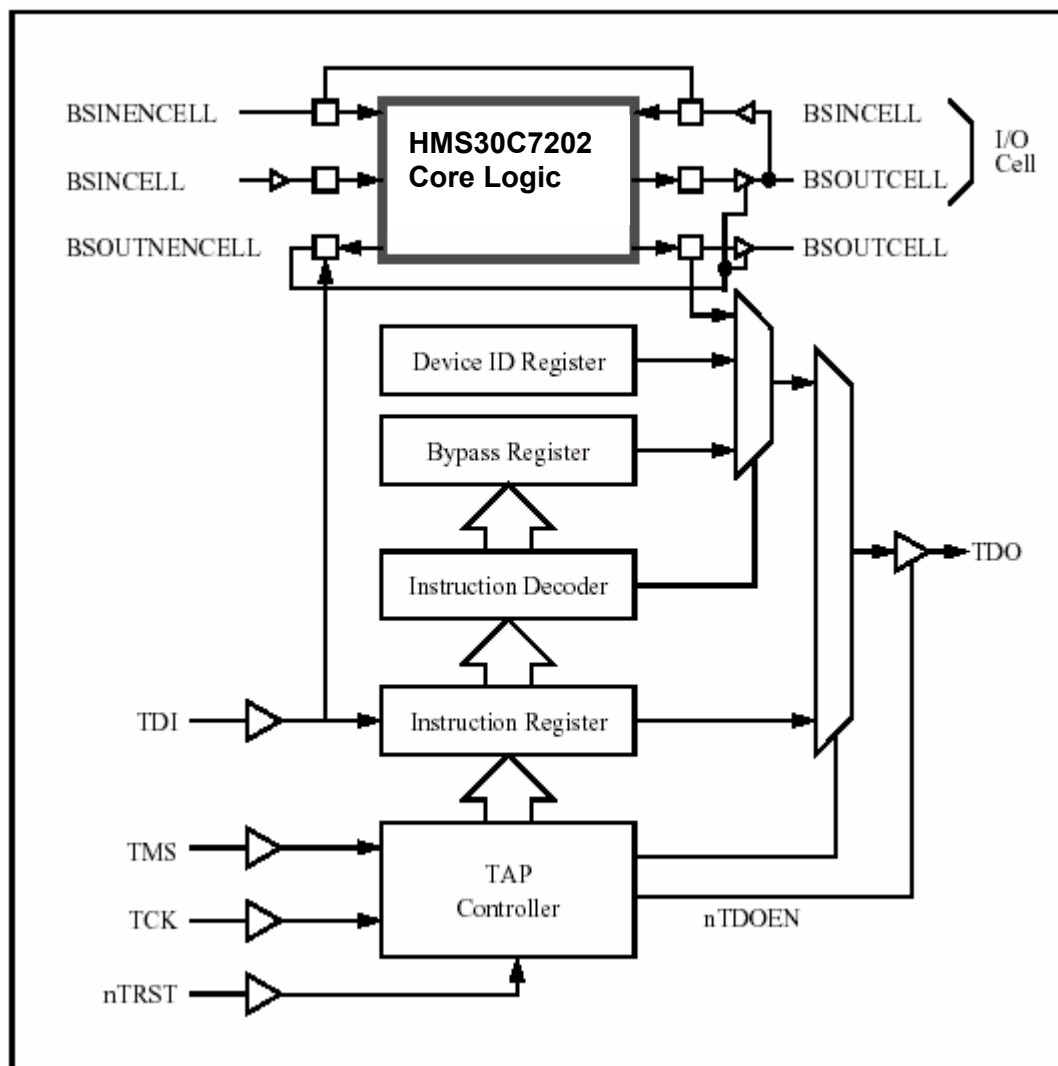 BSINENCELL
BSINCELL
BSOUTNENCELL
HMS30C7202
Core Logic
BSINCELL
BSOUTCELL
BSOUTCELL
I/O
Cell
Device ID Register
Bypass Register
Instruction Decoder
TDO
TDI
Instruction Register
TMS
TCK
nTRST
TAP
Controller
nTDOEN